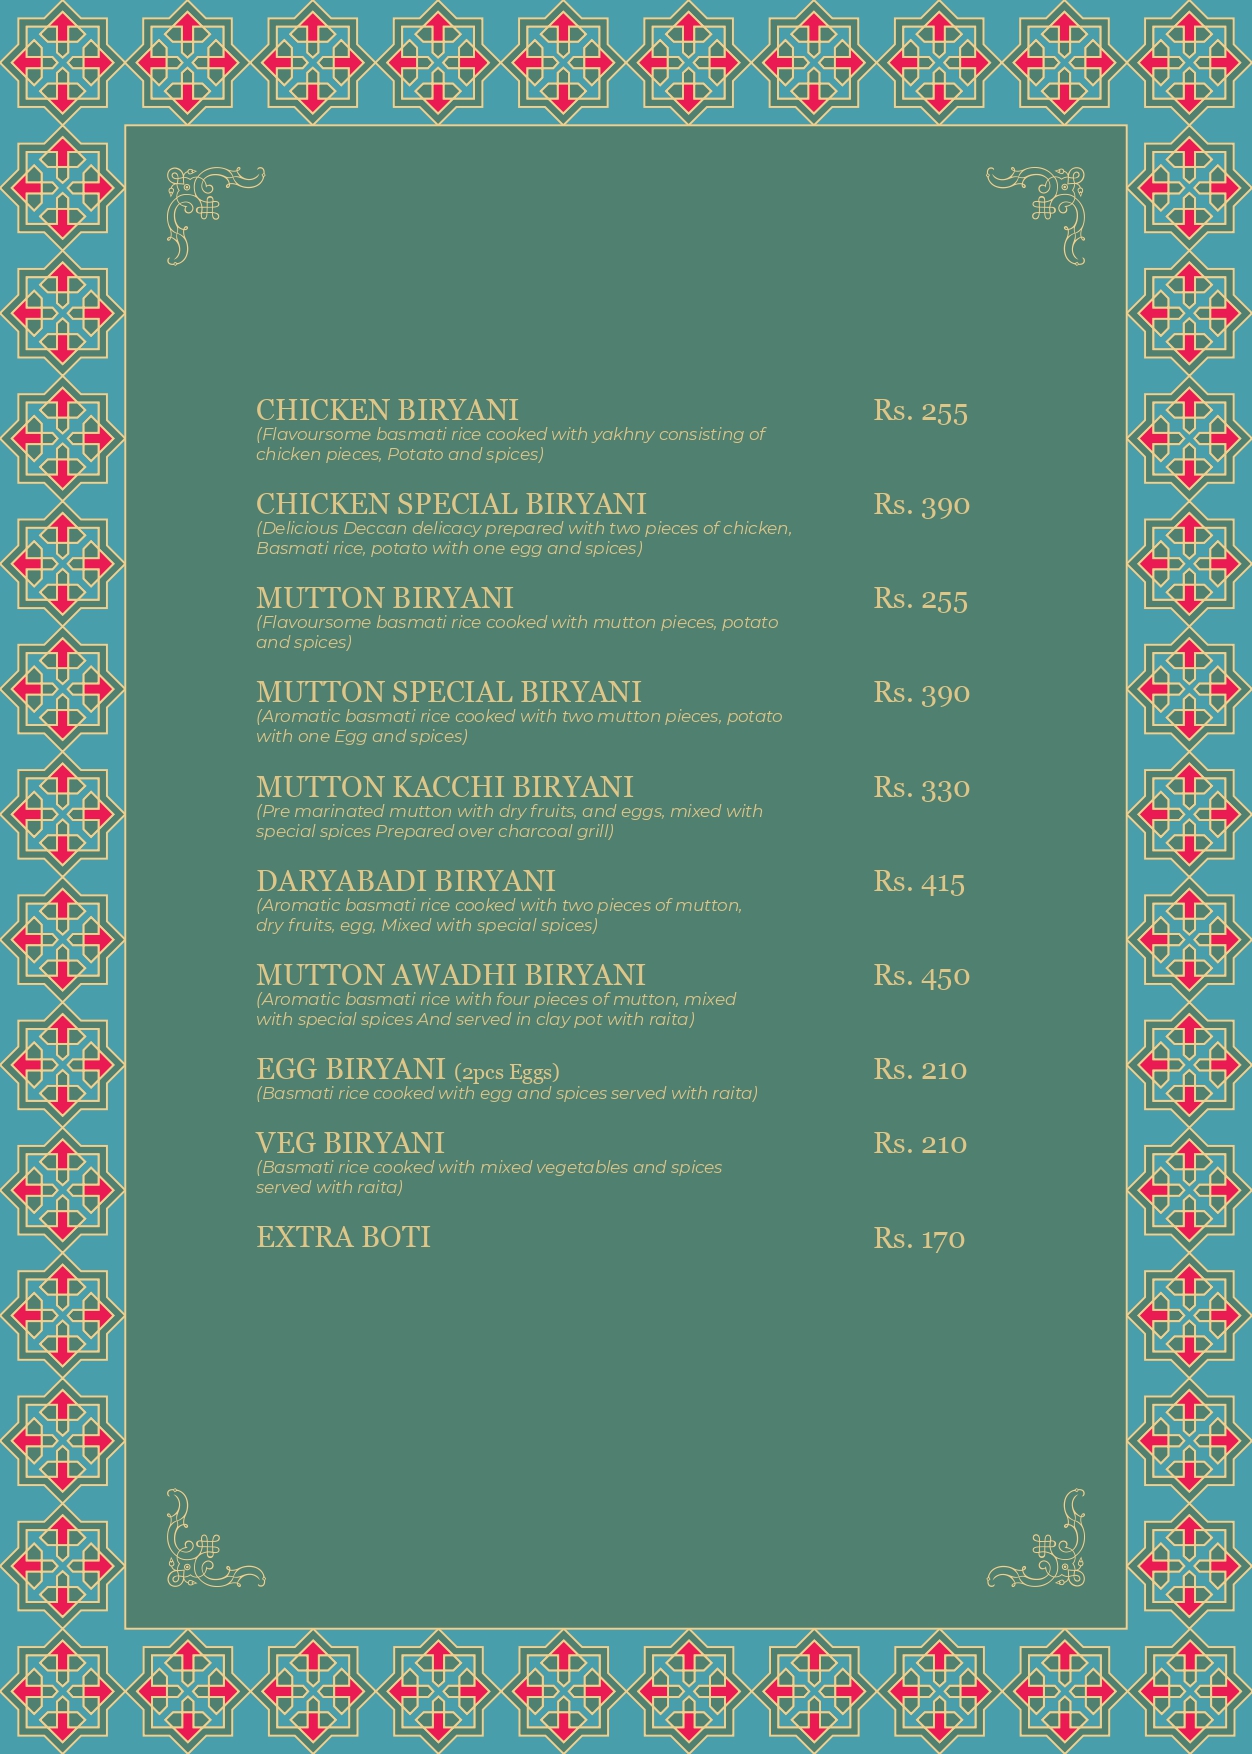 CHICKEN BIRYANI Rs. 255
(Flavoursome basmati rice cooked with yakhny consisting of
chicken pieces, Potato and spices)
CHICKEN SPECIAL BIRYANI Rs. 390
(Delicious Deccan delicacy prepared with two pieces of chicken,
Basmati rice, potato with one egg and spices)
MUTTON BIRYANI Rs. 255
(Flavoursome basmati rice cooked with mutton pieces, potato
and spices)
MUTTON SPECIAL BIRYANI Rs. 390
(Aromatic basmati rice cooked with two mutton pieces, potato
with one Egg and spices)
MUTTON KACCHI BIRYANI Rs. 330
(Pre marinated mutton with dry fruits, and eggs, mixed with
special spices Prepared over charcoal grill)
DARYABADI BIRYANI Rs. 415
(Aromatic basmati rice cooked with two pieces of mutton,
dry fruits, egg, Mixed with special spices)
MUTTON AWADHI BIRYANI Rs. 450
(Aromatic basmati rice with four pieces of mutton, mixed
with special spices And served in clay pot with raita)
EGG BIRYANI (2pcs Eggs) Rs. 210
(Basmati rice cooked with egg and spices served with raita)
VEG BIRYANI Rs. 210
(Basmati rice cooked with mixed vegetables and spices
served with raita)
EXTRA BOTI Rs. 170